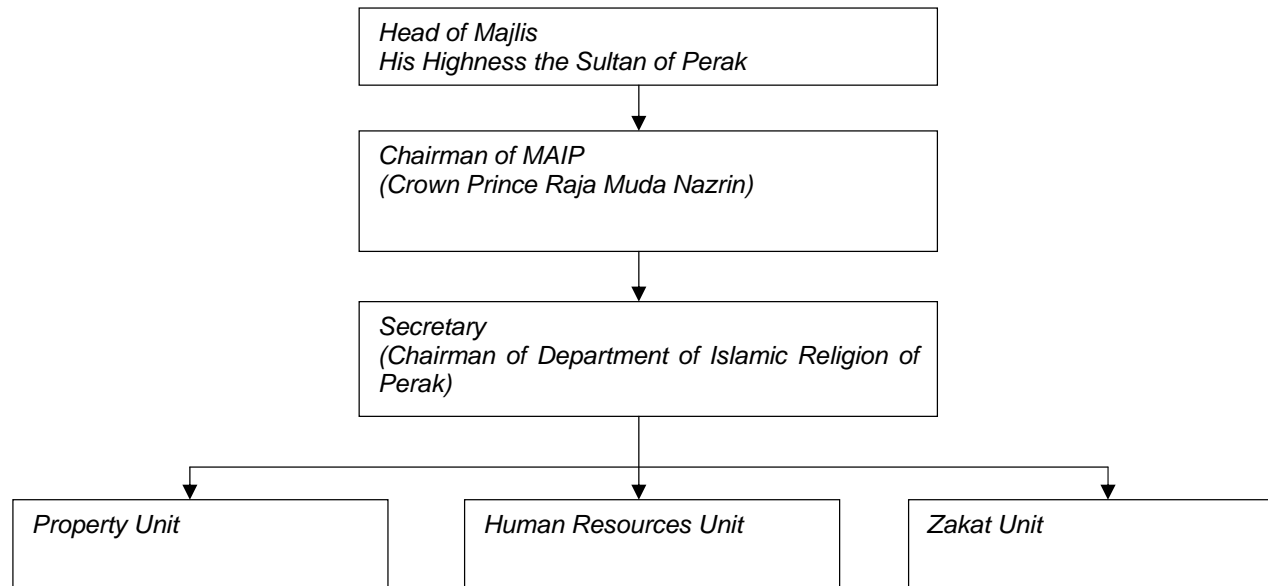 Head of Majlis
His Highness the Sultan of Perak
Chairman of MAIP
(Crown Prince Raja Muda Nazrin)
Secretary
(Chairman of Department of Islamic Religion of
Perak)
Property Unit
Human Resources Unit
Zakat Unit